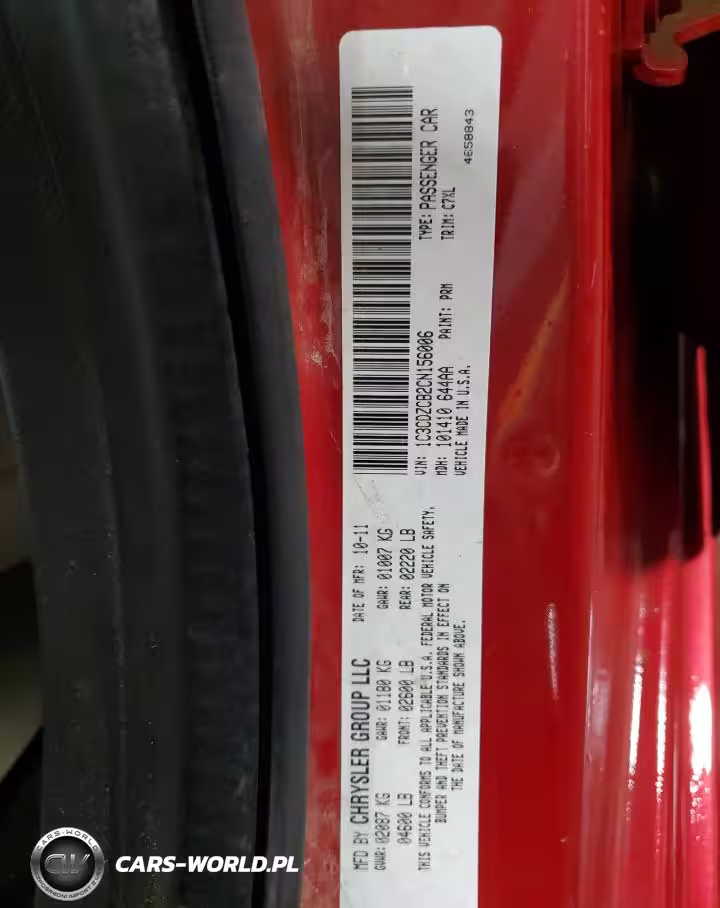 MFD BY CHRYSLER GROUP LLC
DATE OF MFR: 10-11
GVWR: 02087 KG
GAWR: 01180 KG
GAWR: 01007 KG
04600 LB
FRONT: 02600 LB
REAR: 02220 LB
THIS VEHICLE CONFORMS TO ALL APPLICABLE U.S.A. FEDERAL MOTOR VEHICLE SAFETY,
BUMPER AND THEFT PREVENTION STANDARDS IN EFFECT ON
THE DATE OF MANUFACTURE SHOWN ABOVE.
VIN: 1C3CDZCB2CN156006
TYPE: PASSENGER CAR
MDH: 101410 644AA
PAINT: PRM
TRIM: C7XL
VEHICLE MADE IN U.S.A.
4658843
CARS-WORLD
CW
CARS-WORLD.PL